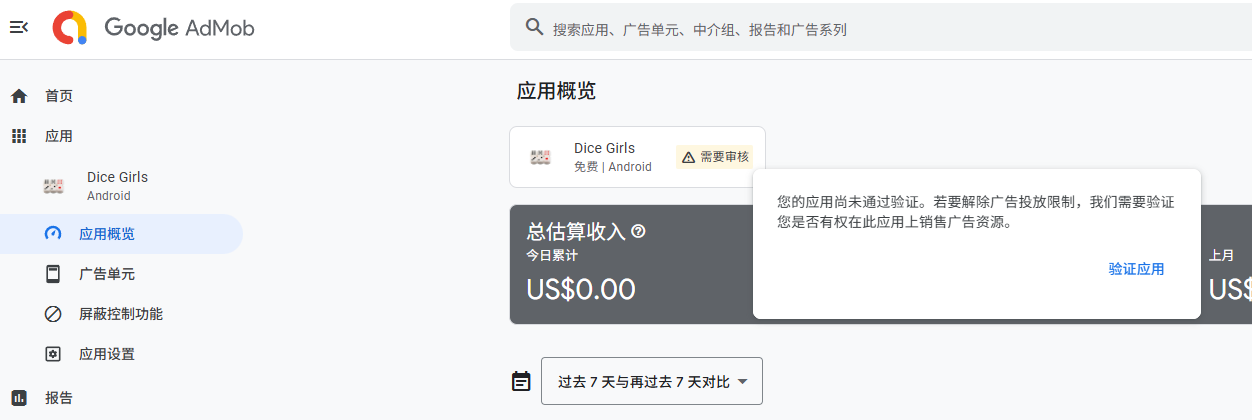 Google AdMob
搜索应用、广告单元、中介组、报告和广告系列
首页
应用
Dice Girls
Android
应用概览
广告单元
屏蔽控制功能
应用设置
报告
应用概览
Dice Girls
免费 | Android
需要审核
您的应用尚未通过验证。若要解除广告投放限制，我们需要验证
您是否有权在此应用上销售广告资源。
验证应用
总估算收入
今日累计
US$0.00
上月
US$
过去 7 天与再过去 7 天对比